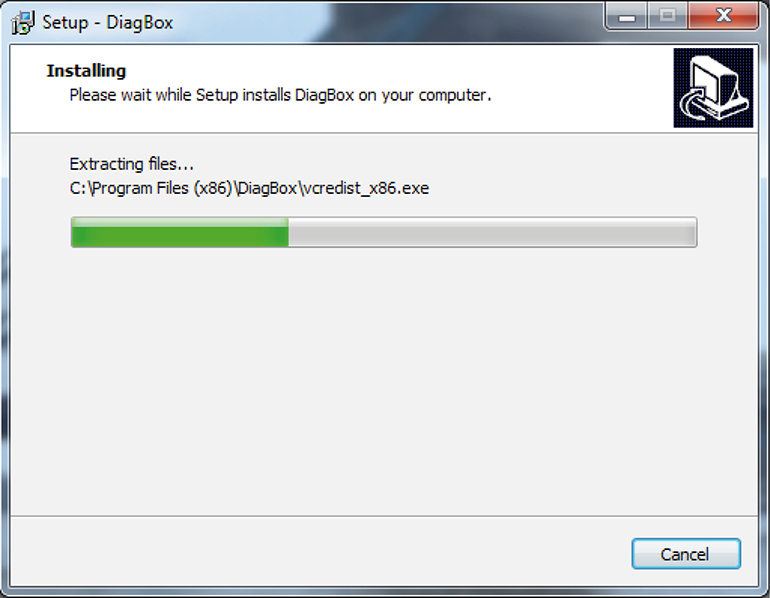 Setup - DiagBox
Installing
Please wait while Setup installs DiagBox on your computer.
Extracting files...
C:\Program Files (x86)\DiagBox\vcredist_x86.exe
Cancel